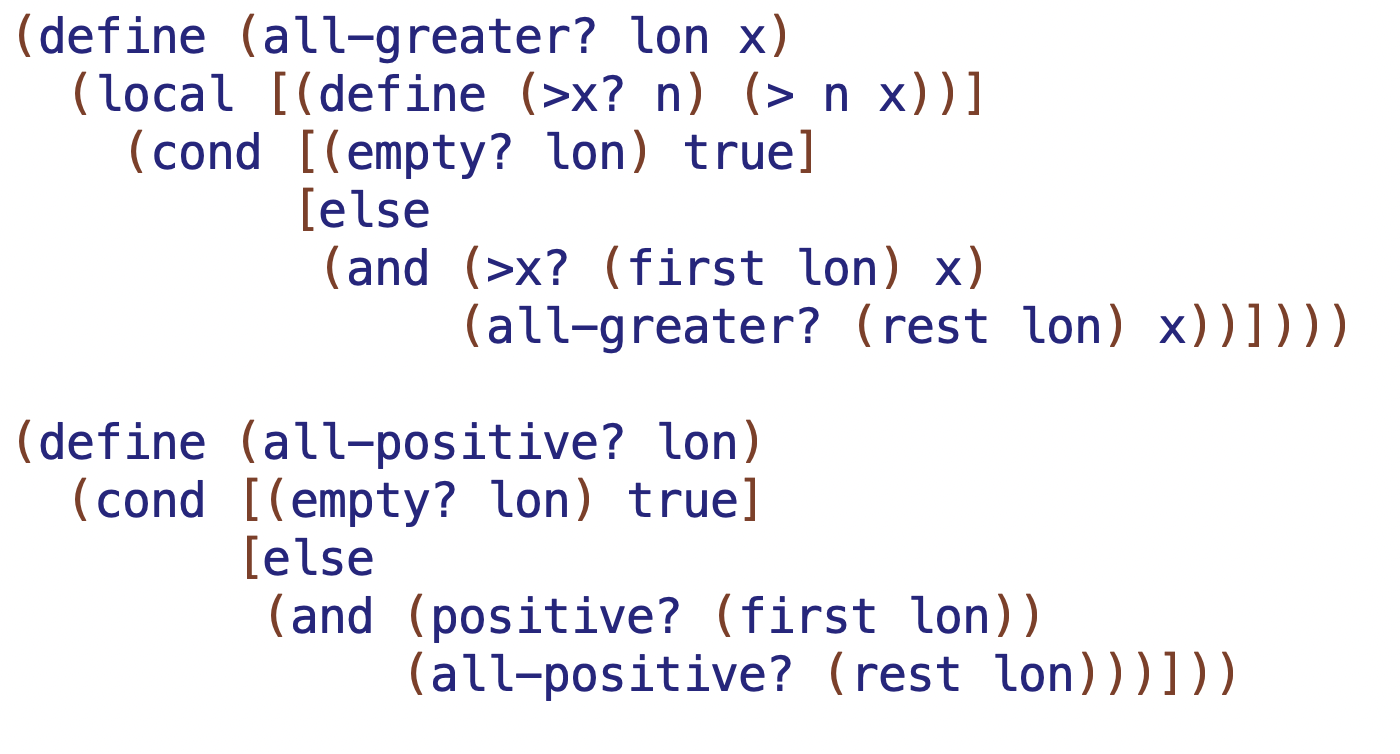 (define (all-greater? lon x)
  (local [(define (>x? n) (> n x))]
    (cond [(empty? lon) true]
          [else
           (and (>x? (first lon) x)
                (all-greater? (rest lon) x))])))

(define (all-positive? lon)
  (cond [(empty? lon) true]
        [else
         (and (positive? (first lon))
              (all-positive? (rest lon)))]))